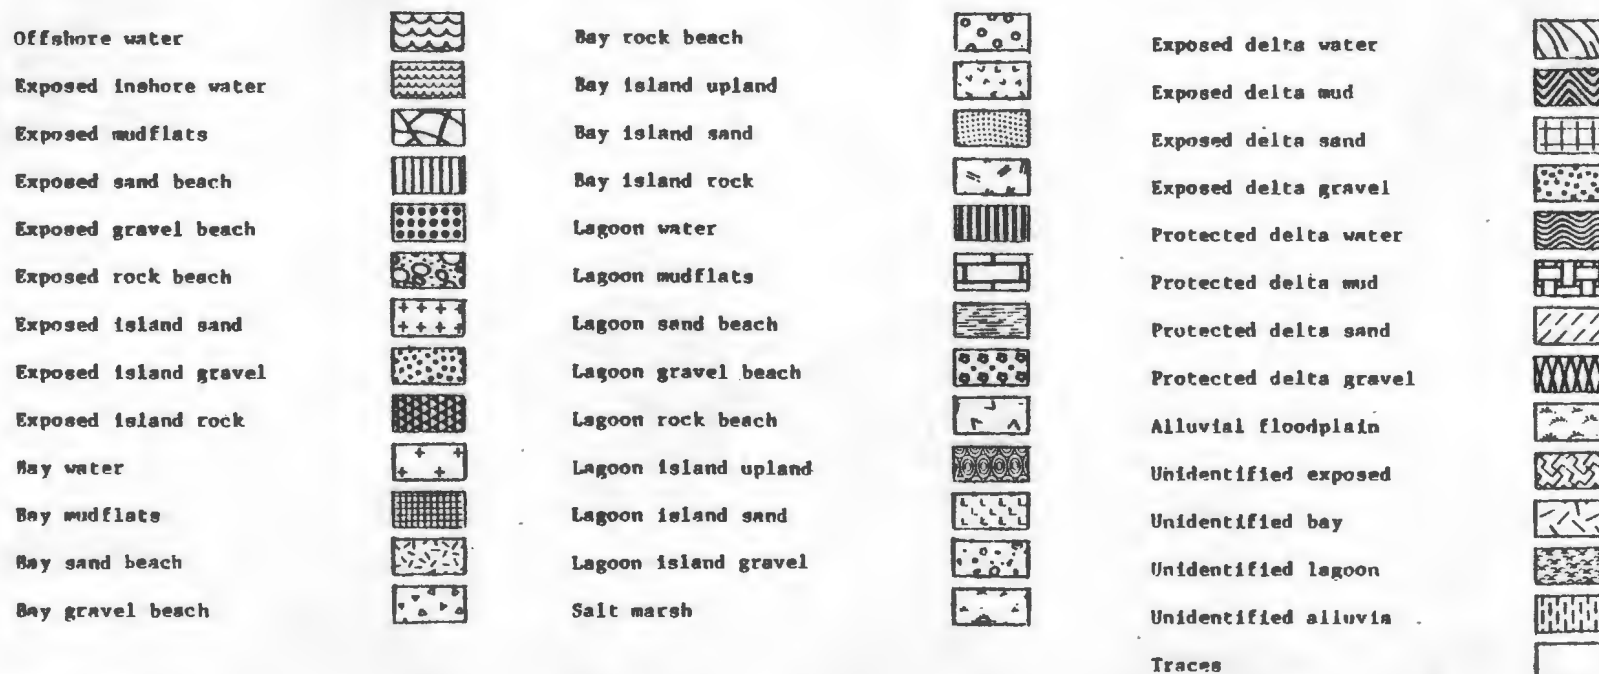 Offshore water
Exposed inshore water
Exposed mudflats
Exposed sand beach
Exposed gravel beach
Exposed rock beach
Exposed island sand
Exposed island gravel
Exposed island rock
Bay water
Bay mudflats
Bay sand beach
Bay gravel beach
Bay rock beach
Bay island upland
Bay island sand
Bay island rock
Lagoon water
Lagoon mudflats
Lagoon sand beach
Lagoon gravel beach
Lagoon rock beach
Lagoon island upland
Lagoon island sand
Lagoon island gravel
Salt marsh
Exposed delta water
Exposed delta mud
Exposed delta sand
Exposed delta gravel
Protected delta water
Protected delta mud
Protected delta sand
Protected delta gravel
Alluvial floodplain
Unidentified exposed
Unidentified bay
Unidentified lagoon
Unidentified alluvia
Traces